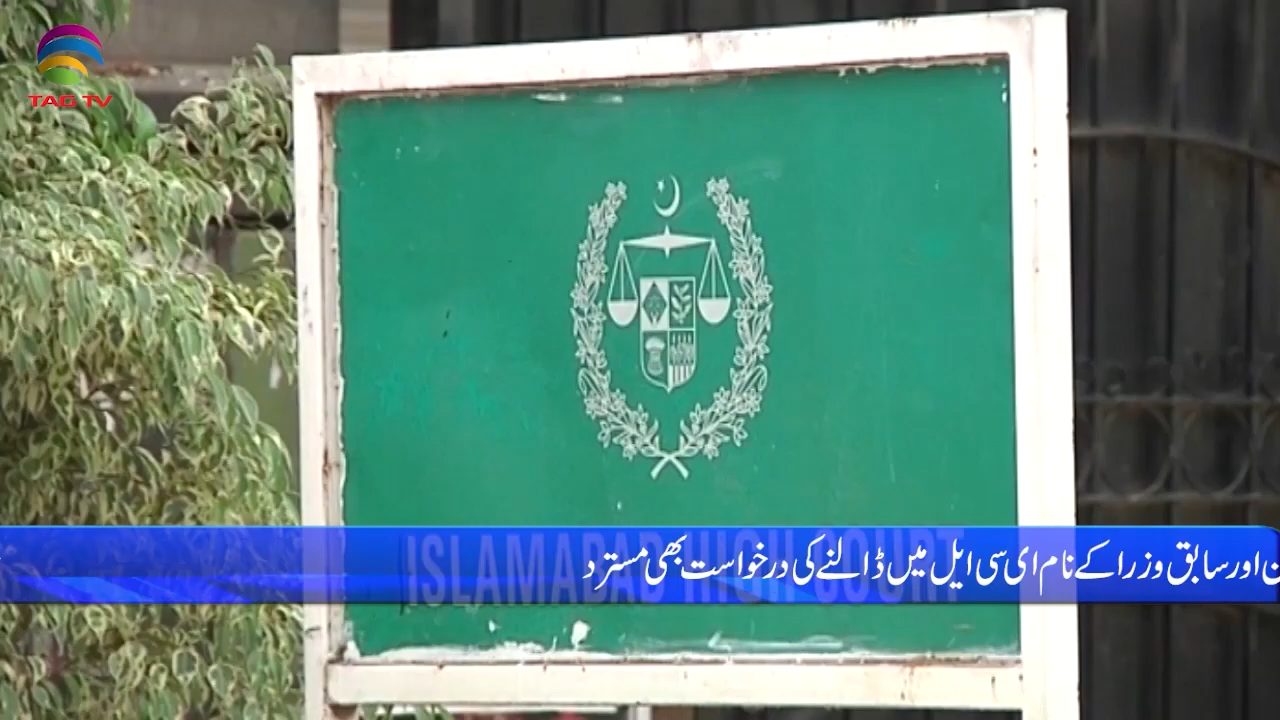 TAG TV
ISLAMABAD HIGH COURT
اور سابق وزرا کے نام ای سی ایل میں ڈالنے کی درخواست بھی مسترد